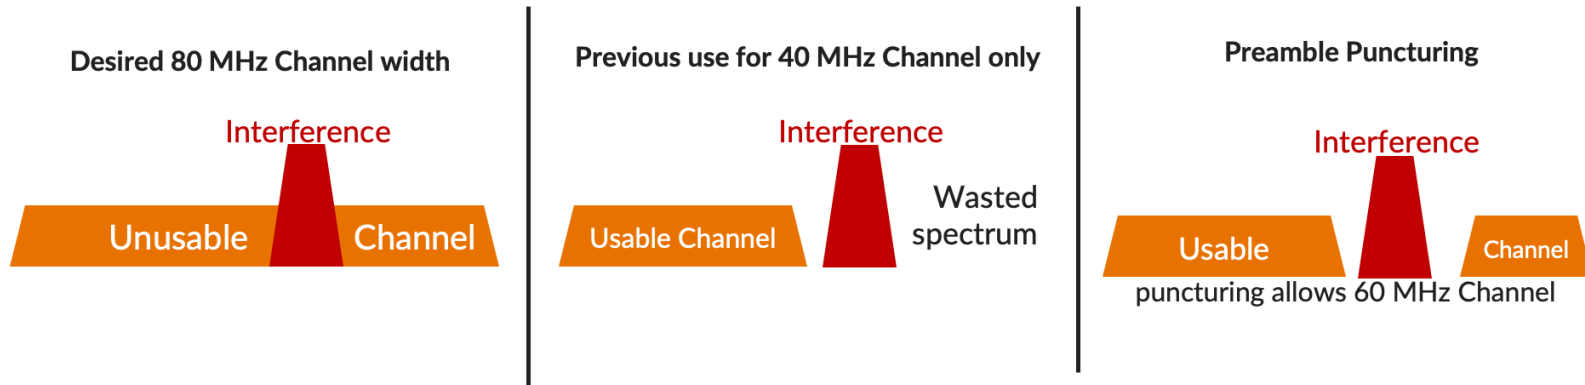 Desired 80 MHz Channel width
Interference
Unusable
Channel
Previous use for 40 MHz Channel only
Interference
Wasted
spectrum
Usable Channel
Preamble Puncturing
Interference
Usable
Channel
puncturing allows 60 MHz Channel